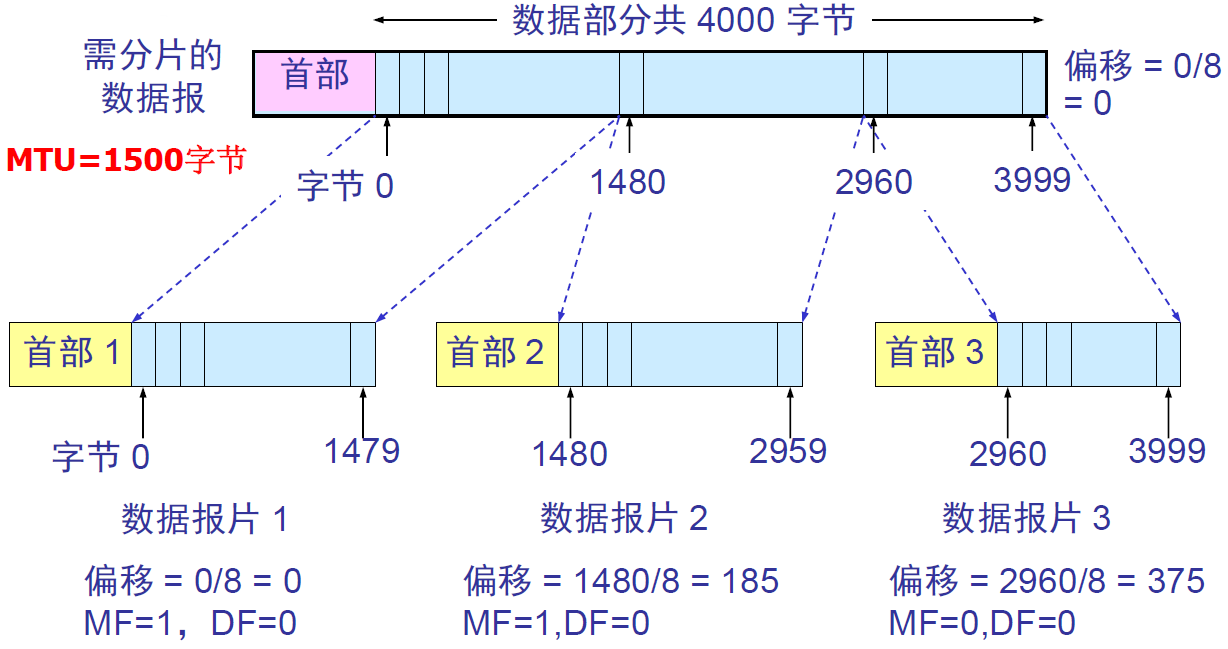 数据部分共 4000 字节
需分片的
数据报
首部
偏移 = 0/8
= 0
MTU=1500字节
字节 0
1480
2960
3999
首部 1
首部 2
首部 3
字节 0
1479
1480
2959
2960
3999
数据报片 1
数据报片 2
数据报片 3
偏移 = 0/8 = 0
MF=1，DF=0
偏移 = 1480/8 = 185
MF=1,DF=0
偏移 = 2960/8 = 375
MF=0,DF=0